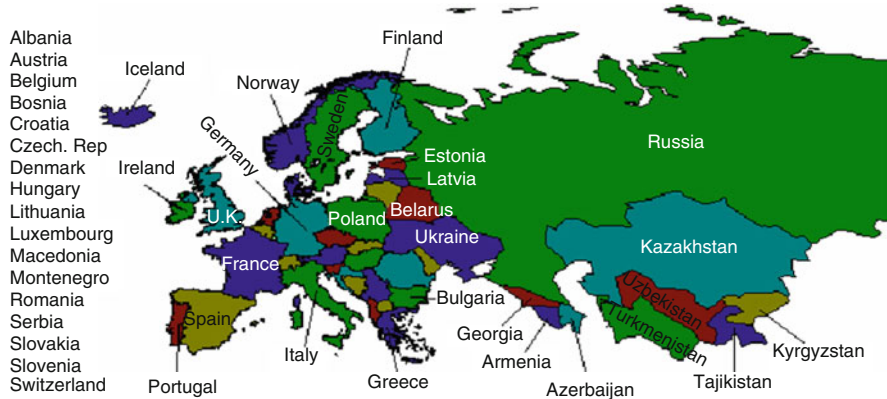 Albania
Austria
Belgium
Bosnia
Croatia
Czech. Rep
Denmark
Hungary
Lithuania
Luxembourg
Macedonia
Montenegro
Romania
Serbia
Slovakia
Slovenia
Switzerland
Iceland
Norway
Finland
Sweden
Germany
Ireland
U.K.
Estonia
Latvia
Russia
Poland
Belarus
Ukraine
France
Kazakhstan
Spain
Bulgaria
Uzbekistan
Turkmenistan
Georgia
Italy
Armenia
Kyrgyzstan
Portugal
Greece
Azerbaijan
Tajikistan